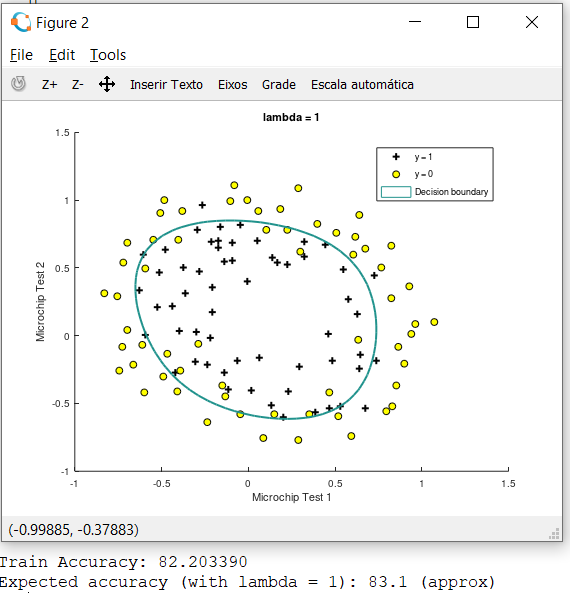 Figure 2
File Edit Tools
Z+ Z- Inserir Texto Eixos Grade Escala automática
lambda = 1
1.5
y = 1
y = 0
Decision boundary
1
0.5
0
-0.5
-1
Microchip Test 2
-1 -0.5 0 0.5 1 1.5
Microchip Test 1
(-0.99885, -0.37883)
Train Accuracy: 82.203390
Expected accuracy (with lambda = 1): 83.1 (approx)